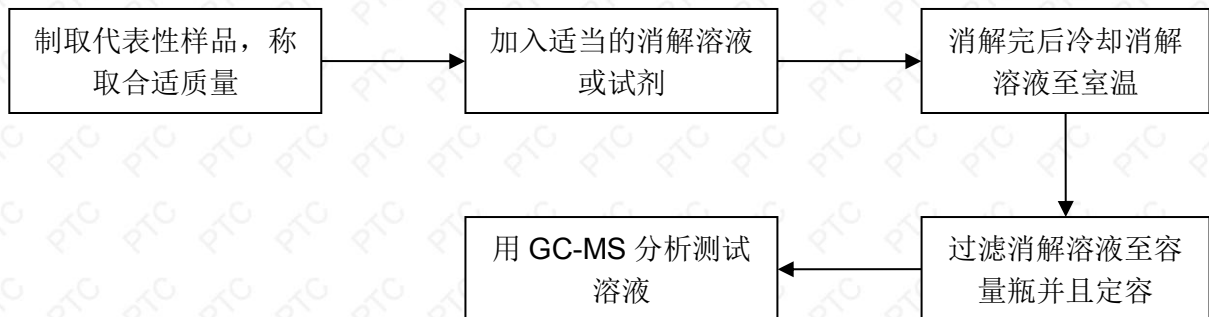 制取代表性样品，称
取合适质量
加入适当的消解溶液
或试剂
消解完后冷却消解
溶液至室温
过滤消解溶液至容
量瓶并且定容
用 GC-MS 分析测试
溶液